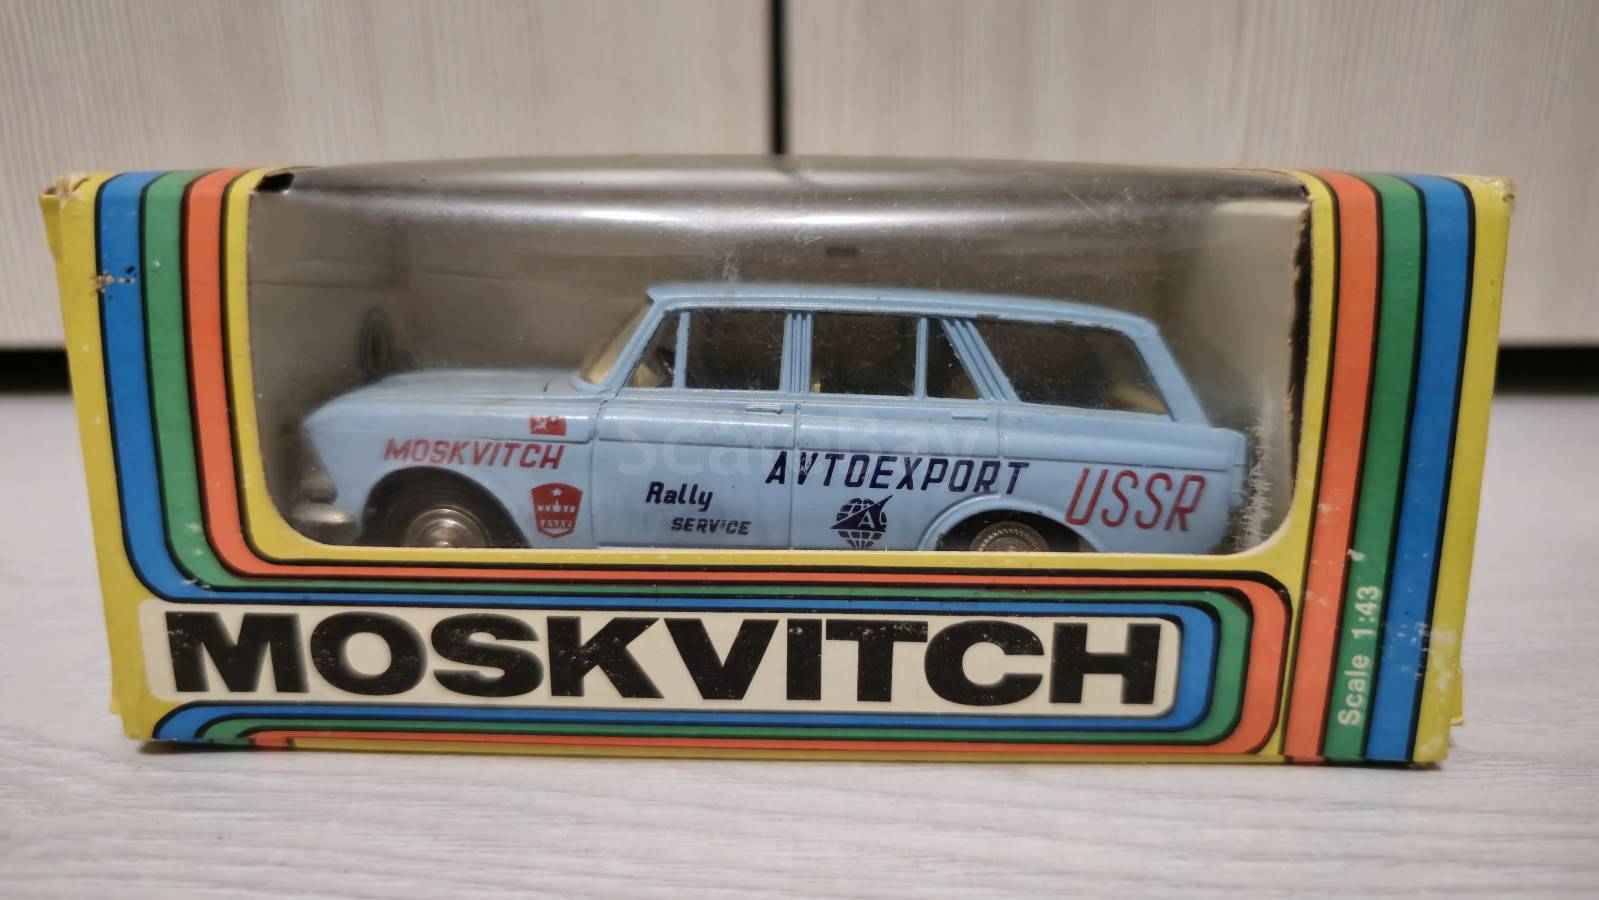 MOSKVITCH
AVTOEXPORT
USSR
Rally
SERVICE
A
MOSKVITCH
Scale 1:43